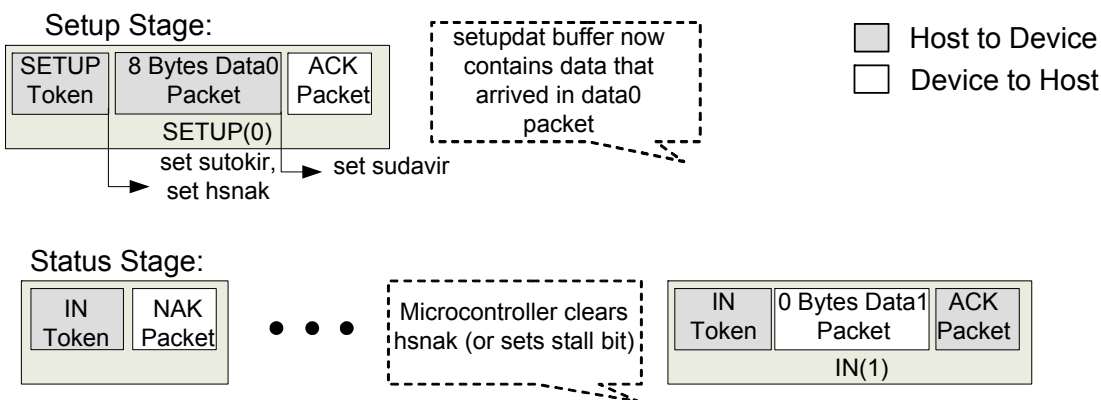 Setup Stage:
SETUP
Token
8 Bytes Data0
Packet
ACK
Packet
SETUP(0)
set sutokir,
set hsnak
set sudavir
setupdat buffer now
contains data that
arrived in data0
packet
Host to Device
Device to Host
Status Stage:
IN
Token
NAK
Packet
• • •
Microcontroller clears
hsnak (or sets stall bit)
IN
Token
0 Bytes Data1
Packet
ACK
Packet
IN(1)